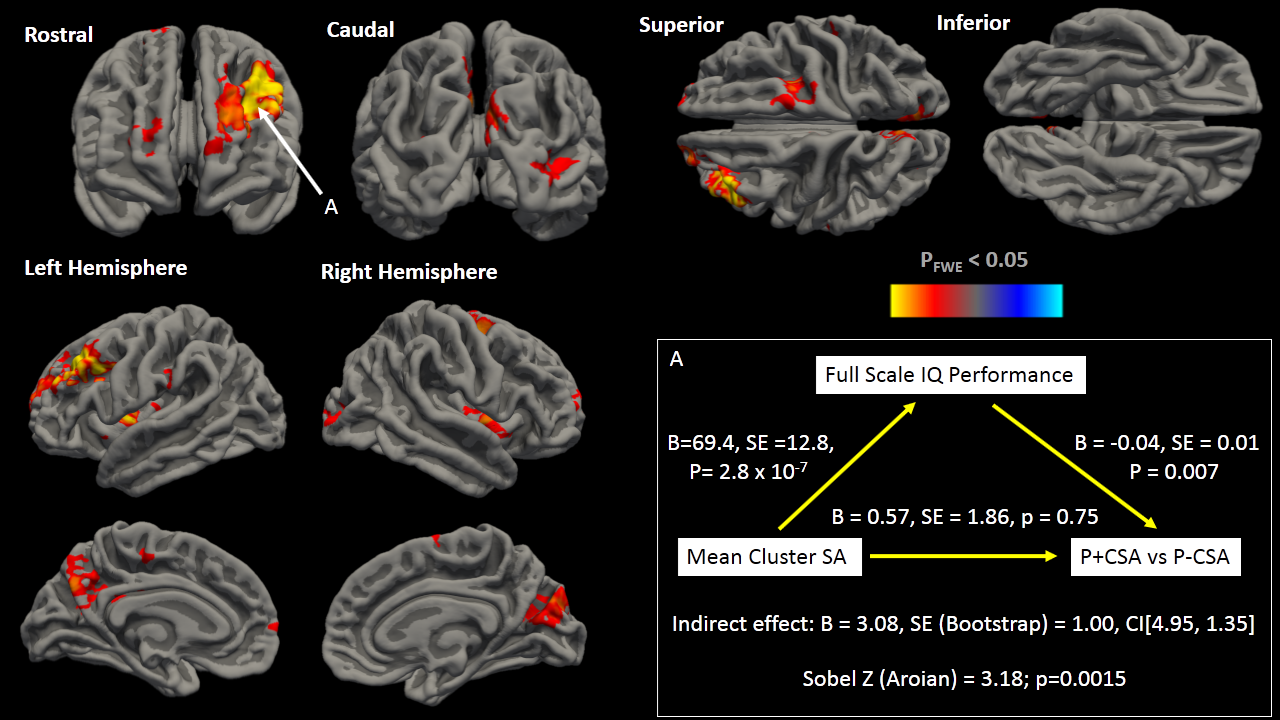 Rostral
Caudal
Superior
Inferior
A
Left Hemisphere
Right Hemisphere
PFWE < 0.05
A
Full Scale IQ Performance
B=69.4, SE =12.8,
P= 2.8 x 10-7
B = -0.04, SE = 0.01
P = 0.007
B = 0.57, SE = 1.86, p = 0.75
Mean Cluster SA
P+CSA vs P-CSA
Indirect effect: B = 3.08, SE (Bootstrap) = 1.00, CI[4.95, 1.35]
Sobel Z (Aroian) = 3.18; p=0.0015